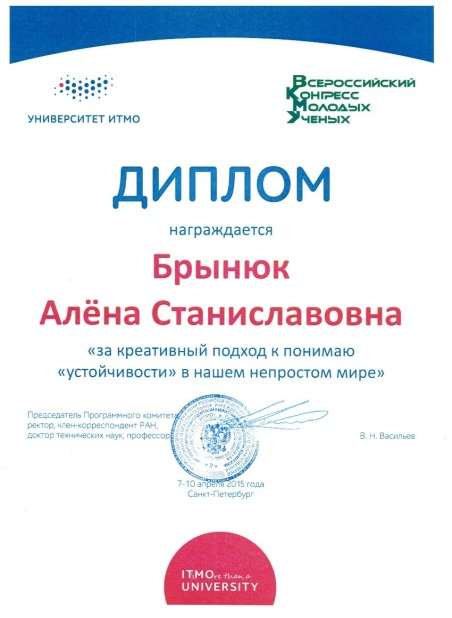 УНИВЕРСИТЕТ ИТМО
ВСЕРОССИЙСКИЙ
КОНГРЕСС
МОЛОДЫХ
УЧЕНЫХ
ДИПЛОМ
награждается
Брынюк
Алёна Станиславовна
«за креативный подход к понимаю
«устойчивости» в нашем непростом мире»
Председатель Программного комитета,
ректор, член-корреспондент РАН,
доктор технических наук, профессор
В. Н. Васильев
7-10 апреля 2015 года
Санкт-Петербург
ITsMOre than a
UNIVERSITY